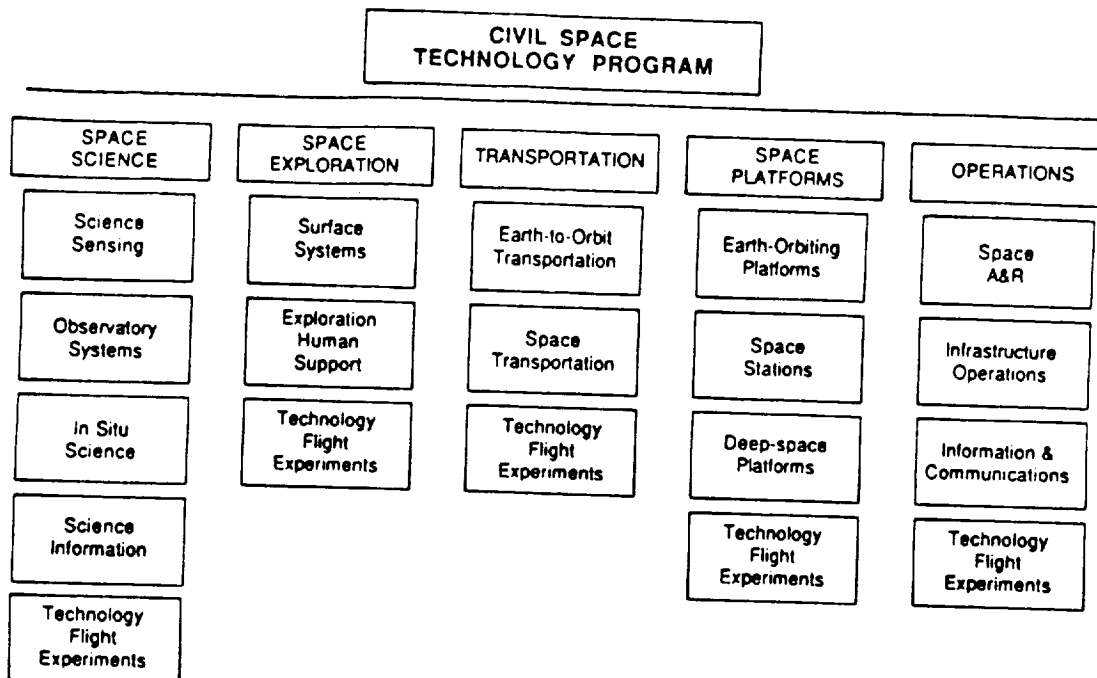 CIVIL SPACE
TECHNOLOGY PROGRAM
SPACE
SCIENCE
Science
Sensing
Observatory
Systems
In Situ
Science
Science
Information
Technology
Flight
Experiments
SPACE
EXPLORATION
Surface
Systems
Exploration
Human
Support
Technology
Flight
Experiments
TRANSPORTATION
Earth-to-Orbit
Transportation
Space
Transportation
Technology
Flight
Experiments
SPACE
PLATFORMS
Earth-Orbiting
Platforms
Space
Stations
Deep-space
Platforms
Technology
Flight
Experiments
OPERATIONS
Space
A&R
Infrastructure
Operations
Information &
Communications
Technology
Flight
Experiments